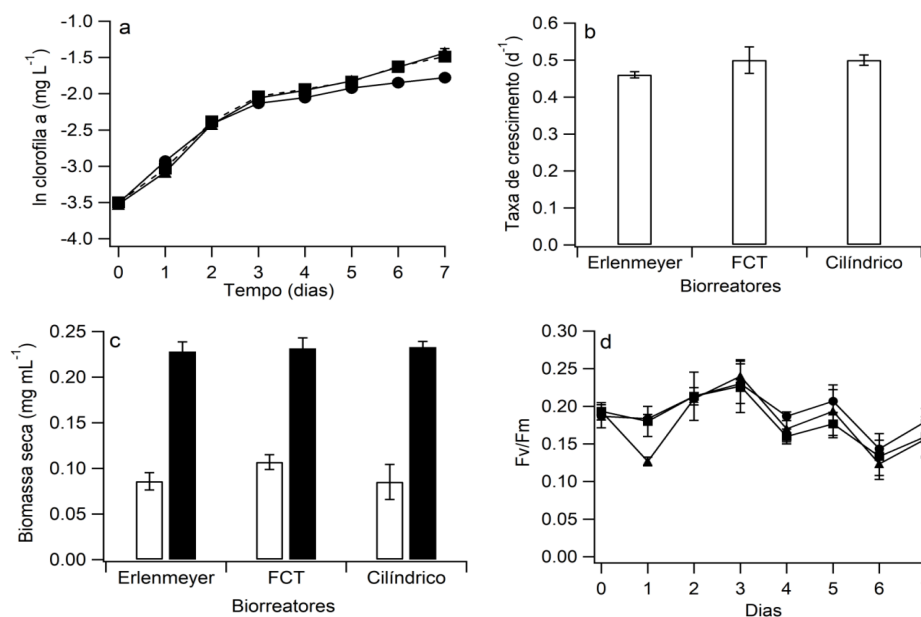 a
ln clorofila a (mg L⁻¹)
-1.0
-1.5
-2.0
-2.5
-3.0
-3.5
-4.0
0 1 2 3 4 5 6 7
Tempo (dias)
b
Taxa de crescimento (d⁻¹)
0.6
0.5
0.4
0.3
0.2
0.1
0.0
Erlenmeyer FCT Cilíndrico
Biorreatores
c
Biomassa seca (mg mL⁻¹)
0.25
0.20
0.15
0.10
0.05
0.00
Erlenmeyer FCT Cilíndrico
Biorreatores
d
Fv/Fm
0.30
0.25
0.20
0.15
0.10
0.05
0.00
0 1 2 3 4 5 6
Dias